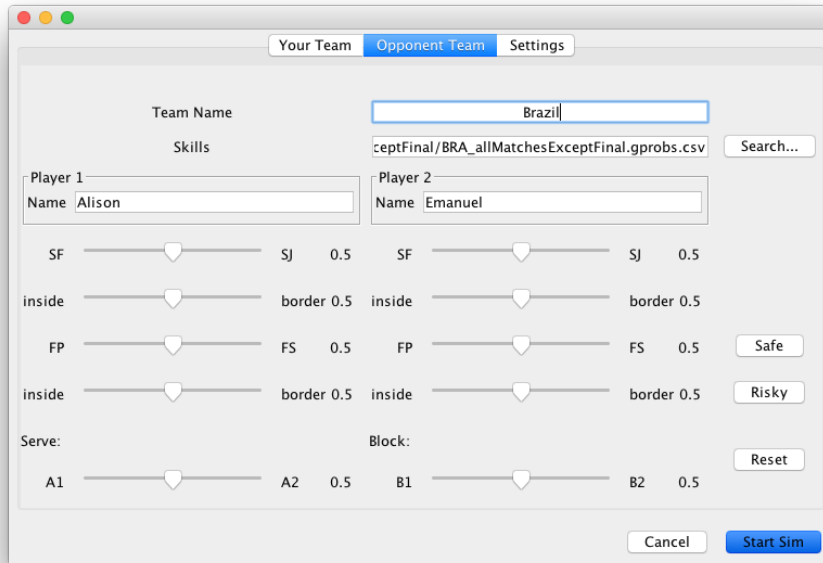 Your Team Opponent Team Settings
Team Name Brazil
Skills ceptFinal/BRA_allMatchesExceptFinal.gprobs.csv Search...
Player 1 Player 2
Name Alison Name Emanuel
SF SJ 0.5 SF SJ 0.5
inside border 0.5 inside border 0.5
FP FS 0.5 FP FS 0.5 Safe
inside border 0.5 inside border 0.5 Risky
Serve: Block:
Reset
A1 A2 0.5 B1 B2 0.5
Cancel Start Sim